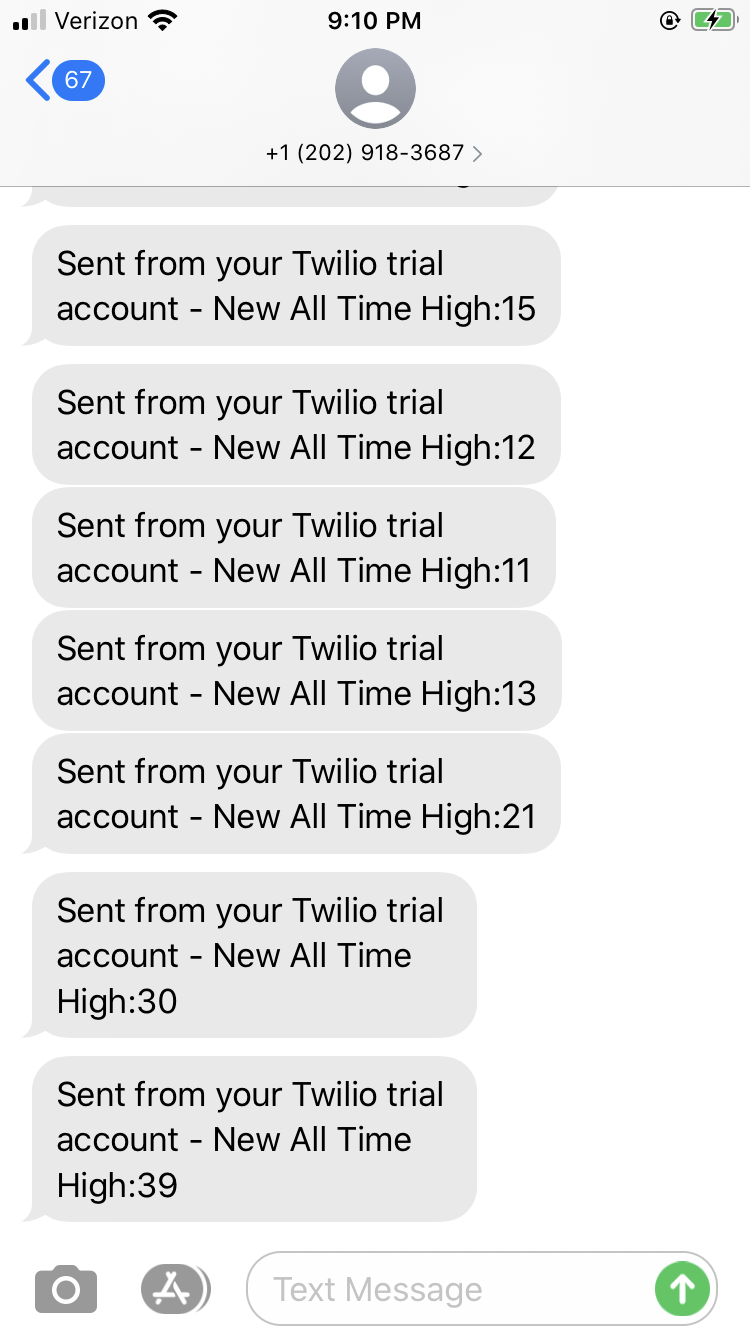 Verizon 9:10 PM
67
+1 (202) 918-3687
Sent from your Twilio trial
account - New All Time High:15
Sent from your Twilio trial
account - New All Time High:12
Sent from your Twilio trial
account - New All Time High:11
Sent from your Twilio trial
account - New All Time High:13
Sent from your Twilio trial
account - New All Time High:21
Sent from your Twilio trial
account - New All Time
High:30
Sent from your Twilio trial
account - New All Time
High:39
Text Message